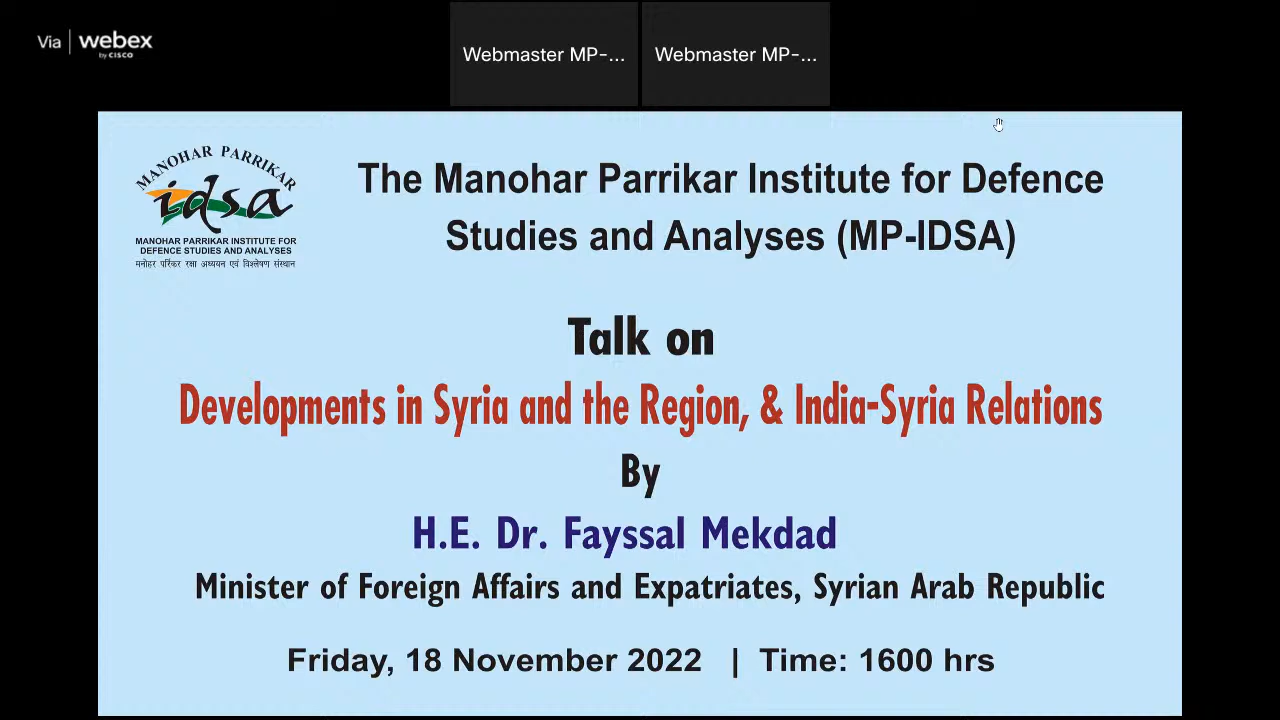 Via webex
by CISCO
Webmaster MP-... Webmaster MP-...
MANOHAR PARRIKAR
idsa
MANOHAR PARRIKAR INSTITUTE FOR
DEFENCE STUDIES AND ANALYSES
मनोहर पर्रिकर रक्षा अध्ययन एवं विश्लेषण संस्थान
The Manohar Parrikar Institute for Defence
Studies and Analyses (MP-IDSA)
Talk on
Developments in Syria and the Region, & India-Syria Relations
By
H.E. Dr. Fayssal Mekdad
Minister of Foreign Affairs and Expatriates, Syrian Arab Republic
Friday, 18 November 2022 | Time: 1600 hrs